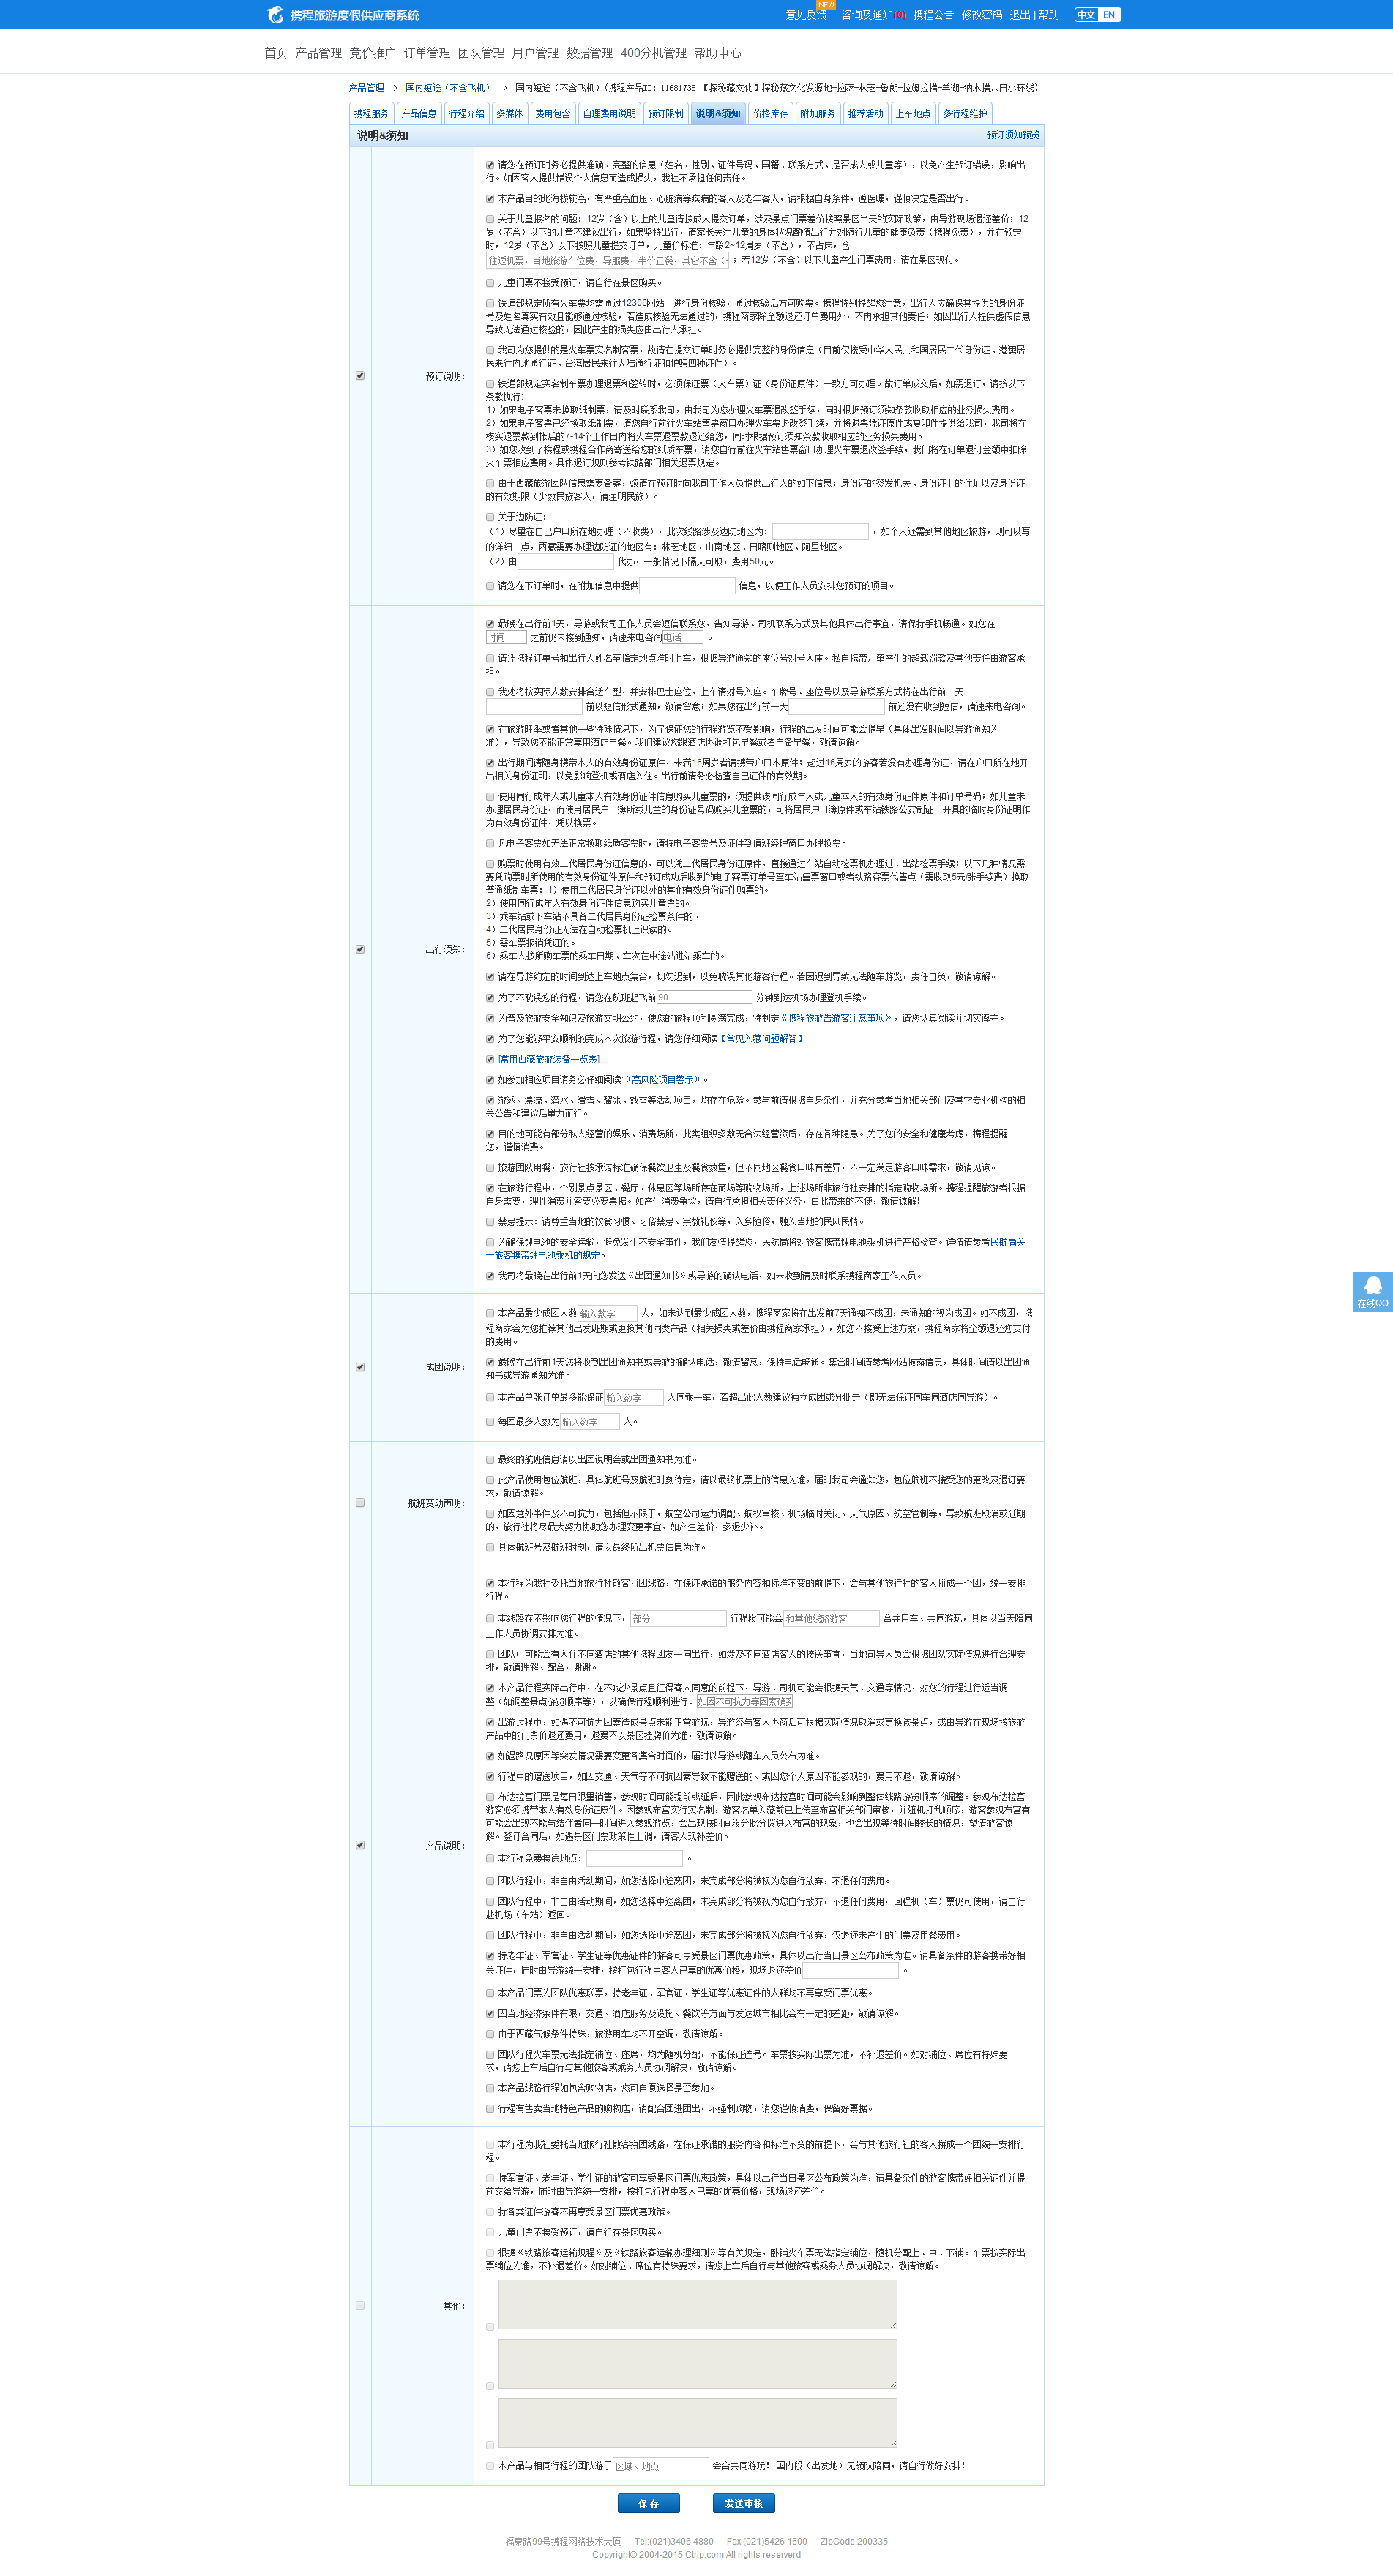 携程旅游度假供应商系统
意见反馈 NEW 咨询及通知(0) 携程公告 修改密码 退出 | 帮助 中文 EN
首页 产品管理 竞价推广 订单管理 团队管理 用户管理 数据管理 400分机管理 帮助中心
产品管理 > 国内短途（不含飞机） > 国内短途（不含飞机）(携程产品ID: 11681738 【探秘藏文化】探秘藏文化发源地-拉萨-林芝-鲁朗-拉姆拉措-羊湖-纳木措八日小环线)
携程服务 产品信息 行程介绍 多媒体 费用包含 自理费用说明 预订限制 说明&须知 价格库存 附加服务 推荐活动 上车地点 多行程维护
说明&须知 预订须知预览
预订说明：
请您在预订时务必提供准确、完整的信息（姓名、性别、证件号码、国籍、联系方式、是否成人或儿童等），以免产生预订错误，影响出
行。如因客人提供错误个人信息而造成损失，我社不承担任何责任。
本产品目的地海拔较高，有严重高血压、心脏病等疾病的客人及老年客人，请根据自身条件，遵医嘱，谨慎决定是否出行。
关于儿童报名的问题：12岁（含）以上的儿童请按成人提交订单，涉及景点门票差价按照景区当天的实际政策，由导游现场退还差价；12
岁（不含）以下的儿童不建议出行，如果坚持出行，请家长关注儿童的身体状况酌情出行并对随行儿童的健康负责（携程免责），并在预定
时，12岁（不含）以下按照儿童提交订单，儿童价标准：年龄2~12周岁（不含），不占床，含
往返机票，当地旅游车位费，导服费，半价正餐，其它不含（ ；若12岁（不含）以下儿童产生门票费用，请在景区现付。
儿童门票不接受预订，请自行在景区购买。
铁道部规定所有火车票均需通过12306网站上进行身份核验，通过核验后方可购票。携程特别提醒您注意，出行人应确保其提供的身份证
号及姓名真实有效且能够通过核验，若造成核验无法通过的，携程商家除全额退还订单费用外，不再承担其他责任；如因出行人提供虚假信息
导致无法通过核验的，因此产生的损失应由出行人承担。
我司为您提供的是火车票实名制客票，故请在提交订单时务必提供完整的身份信息（目前仅接受中华人民共和国居民二代身份证、港澳居
民来往内地通行证、台湾居民来往大陆通行证和护照四种证件）。
铁道部规定实名制车票办理退票和签转时，必须保证票（火车票）证（身份证原件）一致方可办理。故订单成交后，如需退订，请按以下
条款执行:
1）如果电子客票未换取纸制票，请及时联系我司，由我司为您办理火车票退改签手续，同时根据预订须知条款收取相应的业务损失费用。
2）如果电子客票已经换取纸制票，请您自行前往火车站售票窗口办理火车票退改签手续，并将退票凭证原件或复印件提供给我司，我司将在
核实退票款到帐后的7-14个工作日内将火车票退票款退还给您，同时根据预订须知条款收取相应的业务损失费用。
3）如您收到了携程或携程合作商寄送给您的纸质车票，请您自行前往火车站售票窗口办理火车票退改签手续，我们将在订单退订金额中扣除
火车票相应费用。具体退订规则参考铁路部门相关退票规定。
由于西藏旅游团队信息需要备案，烦请在预订时向我司工作人员提供出行人的如下信息：身份证的签发机关、身份证上的住址以及身份证
的有效期限（少数民族客人，请注明民族）。
关于边防证：
（1）尽量在自己户口所在地办理（不收费），此次线路涉及边防地区为： ，如个人还需到其他地区旅游，则可以写
的详细一点，西藏需要办理边防证的地区有：林芝地区、山南地区、日喀则地区、阿里地区。
（2）由 代办，一般情况下隔天可取，费用50元。
请您在下订单时，在附加信息中提供 信息，以便工作人员安排您预订的项目。
出行须知：
最晚在出行前1天，导游或我司工作人员会短信联系您，告知导游、司机联系方式及其他具体出行事宜，请保持手机畅通。如您在
时间 之前仍未接到通知，请速来电咨询电话 。
请凭携程订单号和出行人姓名至指定地点准时上车，根据导游通知的座位号对号入座。私自携带儿童产生的超载罚款及其他责任由游客承
担。
我处将按实际人数安排合适车型，并安排巴士座位，上车请对号入座。车牌号、座位号以及导游联系方式将在出行前一天
前以短信形式通知，敬请留意；如果您在出行前一天 前还没有收到短信，请速来电咨询。
在旅游旺季或者其他一些特殊情况下，为了保证您的行程游览不受影响，行程的出发时间可能会提早（具体出发时间以导游通知为
准），导致您不能正常享用酒店早餐。我们建议您跟酒店协调打包早餐或者自备早餐，敬请谅解。
出行期间请随身携带本人的有效身份证原件，未满16周岁者请携带户口本原件；超过16周岁的游客若没有办理身份证，请在户口所在地开
出相关身份证明，以免影响登机或酒店入住。出行前请务必检查自己证件的有效期。
使用同行成年人或儿童本人有效身份证件信息购买儿童票的，须提供该同行成年人或儿童本人的有效身份证件原件和订单号码；如儿童未
办理居民身份证，而使用居民户口簿所载儿童的身份证号码购买儿童票的，可将居民户口簿原件或车站铁路公安制证口开具的临时身份证明作
为有效身份证件，凭以换票。
凡电子客票如无法正常换取纸质客票时，请持电子客票号及证件到值班经理窗口办理换票。
购票时使用有效二代居民身份证信息的，可以凭二代居民身份证原件，直接通过车站自动检票机办理进、出站检票手续；以下几种情况需
要凭购票时所使用的有效身份证件原件和预订成功后收到的电子客票订单号至车站售票窗口或者铁路客票代售点（需收取5元/张手续费）换取
普通纸制车票：1）使用二代居民身份证以外的其他有效身份证件购票的。
2）使用同行成年人有效身份证件信息购买儿童票的。
3）乘车站或下车站不具备二代居民身份证检票条件的。
4）二代居民身份证无法在自动检票机上识读的。
5）需车票报销凭证的。
6）乘车人按所购车票的乘车日期、车次在中途站进站乘车的。
请在导游约定的时间到达上车地点集合，切勿迟到，以免耽误其他游客行程。若因迟到导致无法随车游览，责任自负，敬请谅解。
为了不耽误您的行程，请您在航班起飞前90 分钟到达机场办理登机手续。
为普及旅游安全知识及旅游文明公约，使您的旅程顺利圆满完成，特制定《携程旅游告游客注意事项》，请您认真阅读并切实遵守。
为了您能够平安顺利的完成本次旅游行程，请您仔细阅读【常见入藏问题解答】
[常用西藏旅游装备一览表]
如参加相应项目请务必仔细阅读:《高风险项目警示》。
游泳、漂流、潜水、滑雪、溜冰、戏雪等活动项目，均存在危险。参与前请根据自身条件，并充分参考当地相关部门及其它专业机构的相
关公告和建议后量力而行。
目的地可能有部分私人经营的娱乐、消费场所，此类组织多数无合法经营资质，存在各种隐患。为了您的安全和健康考虑，携程提醒
您，谨慎消费。
旅游团队用餐，旅行社按承诺标准确保餐饮卫生及餐食数量，但不同地区餐食口味有差异，不一定满足游客口味需求，敬请见谅。
在旅游行程中，个别景点景区、餐厅、休息区等场所存在商场等购物场所，上述场所非旅行社安排的指定购物场所。携程提醒旅游者根据
自身需要，理性消费并索要必要票据。如产生消费争议，请自行承担相关责任义务，由此带来的不便，敬请谅解！
禁忌提示：请尊重当地的饮食习惯、习俗禁忌、宗教礼仪等，入乡随俗，融入当地的民风民情。
为确保锂电池的安全运输，避免发生不安全事件，我们友情提醒您，民航局将对旅客携带锂电池乘机进行严格检查。详情请参考民航局关
于旅客携带锂电池乘机的规定。
我司将最晚在出行前1天向您发送《出团通知书》或导游的确认电话，如未收到请及时联系携程商家工作人员。
在线QQ
成团说明：
本产品最少成团人数输入数字 人，如未达到最少成团人数，携程商家将在出发前7天通知不成团，未通知的视为成团。如不成团，携
程商家会为您推荐其他出发班期或更换其他同类产品（相关损失或差价由携程商家承担），如您不接受上述方案，携程商家将全额退还您支付
的费用。
最晚在出行前1天您将收到出团通知书或导游的确认电话，敬请留意，保持电话畅通。集合时间请参考网站披露信息，具体时间请以出团通
知书或导游通知为准。
本产品单张订单最多能保证输入数字 人同乘一车，若超出此人数建议独立成团或分批走（即无法保证同车同酒店同导游）。
每团最多人数为输入数字 人。
航班变动声明：
最终的航班信息请以出团说明会或出团通知书为准。
此产品使用包位航班，具体航班号及航班时刻待定，请以最终机票上的信息为准，届时我司会通知您，包位航班不接受您的更改及退订要
求，敬请谅解。
如因意外事件及不可抗力，包括但不限于，航空公司运力调配、航权审核、机场临时关闭、天气原因、航空管制等，导致航班取消或延期
的，旅行社将尽最大努力协助您办理变更事宜，如产生差价，多退少补。
具体航班号及航班时刻，请以最终所出机票信息为准。
产品说明：
本行程为我社委托当地旅行社散客拼团线路，在保证承诺的服务内容和标准不变的前提下，会与其他旅行社的客人拼成一个团，统一安排
行程。
本线路在不影响您行程的情况下，部分 行程段可能会和其他线路游客 合并用车、共同游玩，具体以当天陪同
工作人员协调安排为准。
团队中可能会有入住不同酒店的其他携程团友一同出行，如涉及不同酒店客人的接送事宜，当地司导人员会根据团队实际情况进行合理安
排，敬请理解、配合，谢谢。
本产品行程实际出行中，在不减少景点且征得客人同意的前提下，导游、司机可能会根据天气、交通等情况，对您的行程进行适当调
整（如调整景点游览顺序等），以确保行程顺利进行。如因不可抗力等因素确
出游过程中，如遇不可抗力因素造成景点未能正常游玩，导游经与客人协商后可根据实际情况取消或更换该景点，或由导游在现场按旅游
产品中的门票价退还费用，退费不以景区挂牌价为准，敬请谅解。
如遇路况原因等突发情况需要变更各集合时间的，届时以导游或随车人员公布为准。
行程中的赠送项目，如因交通、天气等不可抗因素导致不能赠送的、或因您个人原因不能参观的，费用不退，敬请谅解。
布达拉宫门票是每日限量销售，参观时间可能提前或延后，因此参观布达拉宫时间可能会影响到整体线路游览顺序的调整。参观布达拉宫
游客必须携带本人有效身份证原件。因参观布宫实行实名制，游客名单入藏前已上传至布宫相关部门审核，并随机打乱顺序，游客参观布宫有
可能会出现不能与结伴者同一时间进入参观游览，会出现按时间段分批分拨进入布宫的现象，也会出现等待时间较长的情况，望请游客谅
解。签订合同后，如遇景区门票政策性上调，请客人现补差价。
本行程免费接送地点： 。
团队行程中，非自由活动期间，如您选择中途离团，未完成部分将被视为您自行放弃，不退任何费用。
团队行程中，非自由活动期间，如您选择中途离团，未完成部分将被视为您自行放弃，不退任何费用。回程机（车）票仍可使用，请自行
赴机场（车站）返回。
团队行程中，非自由活动期间，如您选择中途离团，未完成部分将被视为您自行放弃，仅退还未产生的门票及用餐费用。
持老年证、军官证、学生证等优惠证件的游客可享受景区门票优惠政策，具体以出行当日景区公布政策为准。请具备条件的游客携带好相
关证件，届时由导游统一安排，按打包行程中客人已享的优惠价格，现场退还差价 。
本产品门票为团队优惠联票，持老年证、军官证、学生证等优惠证件的人群均不再享受门票优惠。
因当地经济条件有限，交通、酒店服务及设施、餐饮等方面与发达城市相比会有一定的差距，敬请谅解。
由于西藏气候条件特殊，旅游用车均不开空调，敬请谅解。
团队行程火车票无法指定铺位、座席，均为随机分配，不能保证连号。车票按实际出票为准，不补退差价。如对铺位、席位有特殊要
求，请您上车后自行与其他旅客或乘务人员协调解决，敬请谅解。
本产品线路行程如包含购物店，您可自愿选择是否参加。
行程有售卖当地特色产品的购物店，请配合团进团出，不强制购物，请您谨慎消费，保留好票据。
其他：
本行程为我社委托当地旅行社散客拼团线路，在保证承诺的服务内容和标准不变的前提下，会与其他旅行社的客人拼成一个团统一安排行
程。
持军官证、老年证、学生证的游客可享受景区门票优惠政策，具体以出行当日景区公布政策为准，请具备条件的游客携带好相关证件并提
前交给导游，届时由导游统一安排，按打包行程中客人已享的优惠价格，现场退还差价。
持各类证件游客不再享受景区门票优惠政策。
儿童门票不接受预订，请自行在景区购买。
根据《铁路旅客运输规程》及《铁路旅客运输办理细则》等有关规定，卧铺火车票无法指定铺位，随机分配上、中、下铺。车票按实际出
票铺位为准，不补退差价。如对铺位、席位有特殊要求，请您上车后自行与其他旅客或乘务人员协调解决，敬请谅解。
本产品与相同行程的团队游于区域、地点 会合共同游玩！ 国内段（出发地）无领队陪同，请自行做好安排！
保存 发送审核
福泉路99号携程网络技术大厦 Tel:(021)3406 4880 Fax:(021)5426 1600 ZipCode:200335
Copyright© 2004-2015 Ctrip.com All rights reserverd